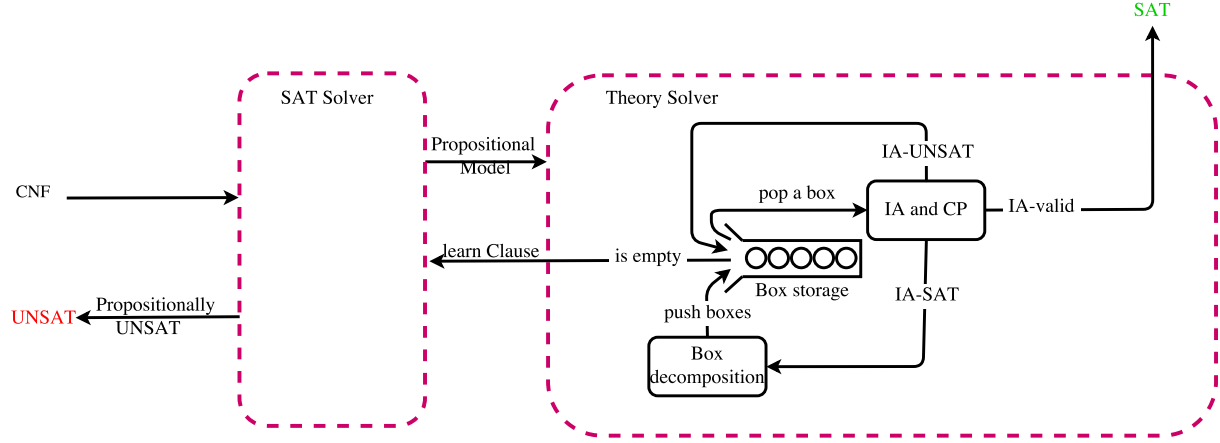 SAT
SAT Solver
Theory Solver
Propositional
Model
IA-UNSAT
CNF
pop a box
IA and CP
IA-valid
learn Clause
is empty
Box storage
IA-SAT
Propositionally
UNSAT
UNSAT
push boxes
Box
decomposition